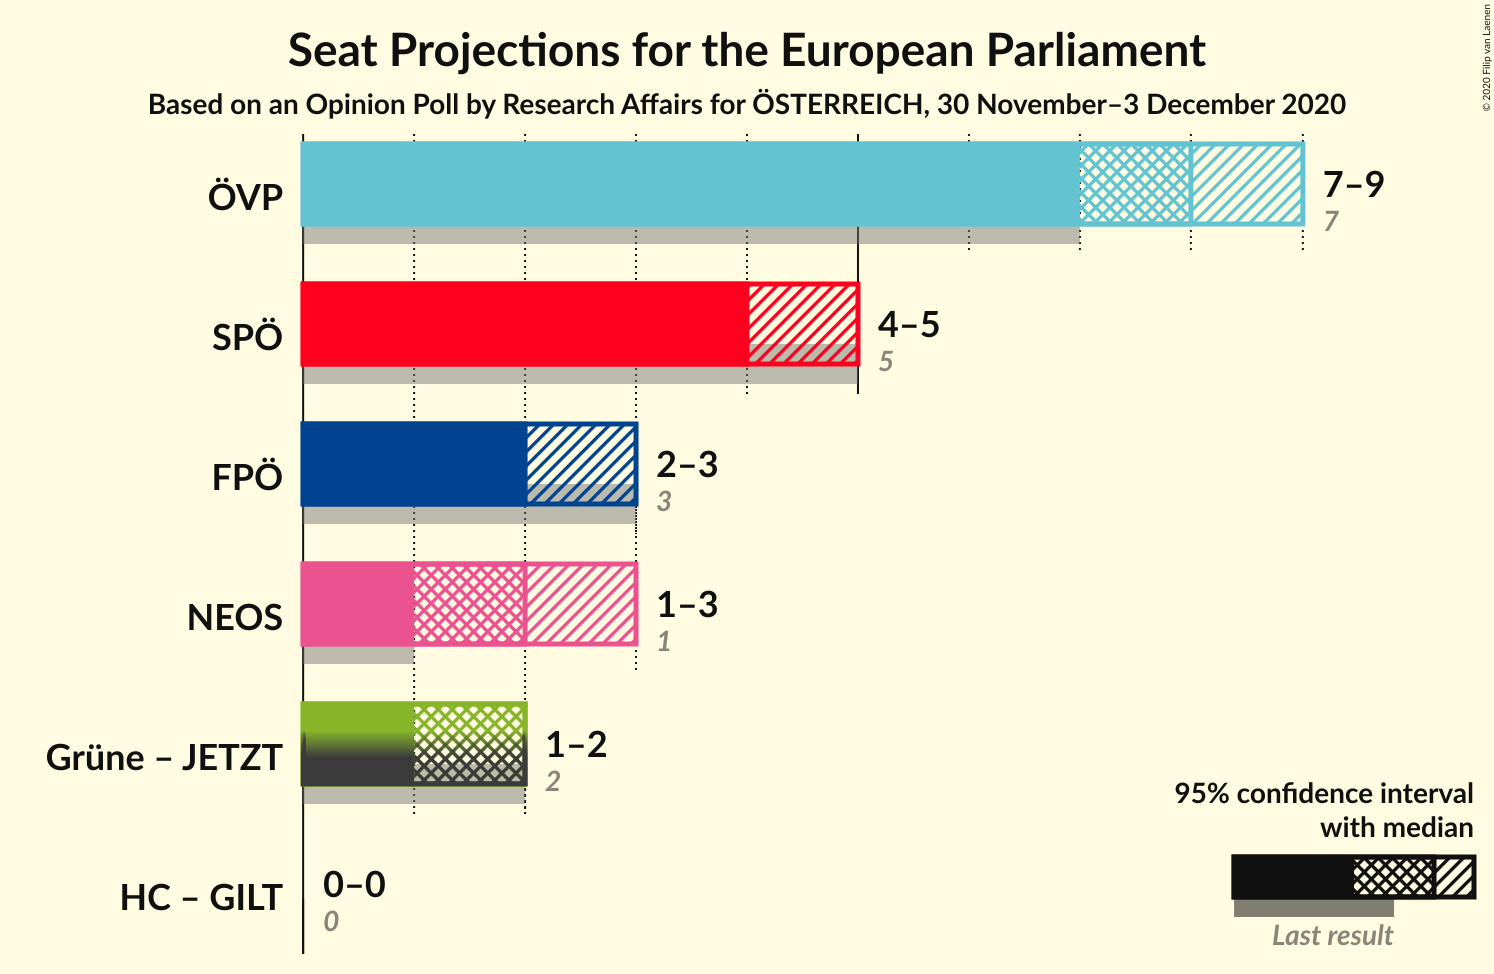 Seat Projections for the European Parliament
Based on an Opinion Poll by Research Affairs for ÖSTERREICH, 30 November–3 December 2020
© 2020 Filip van Laenen
ÖVP
7–9
7
SPÖ
4–5
5
FPÖ
2–3
3
NEOS
1–3
1
Grüne – JETZT
1–2
2
HC – GILT
0–0
0
95% confidence interval
with median
Last result